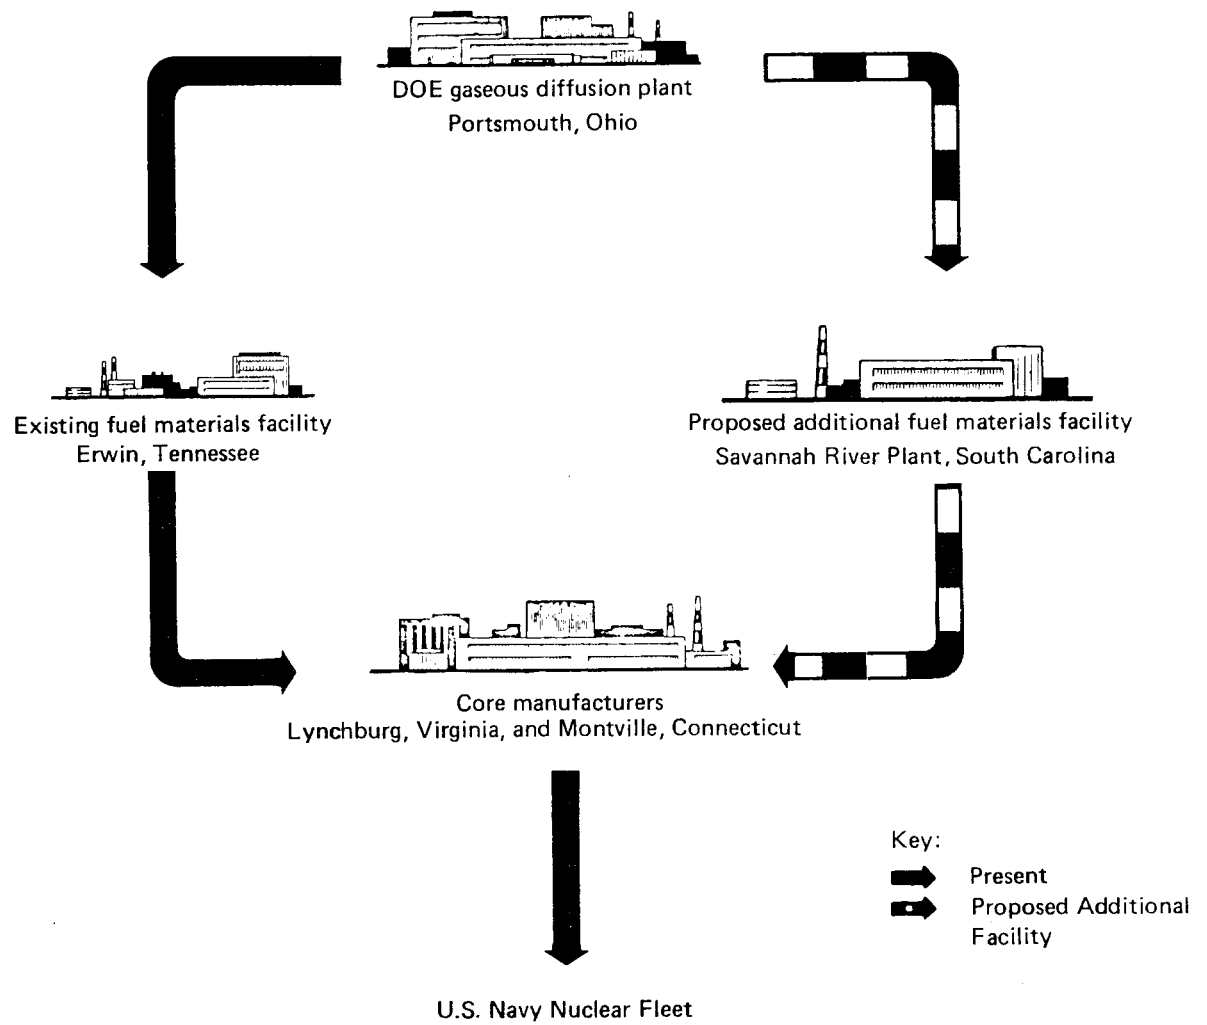 DOE gaseous diffusion plant
Portsmouth, Ohio
Existing fuel materials facility
Erwin, Tennessee
Proposed additional fuel materials facility
Savannah River Plant, South Carolina
Core manufacturers
Lynchburg, Virginia, and Montville, Connecticut
Key:
Present
Proposed Additional
Facility
U.S. Navy Nuclear Fleet